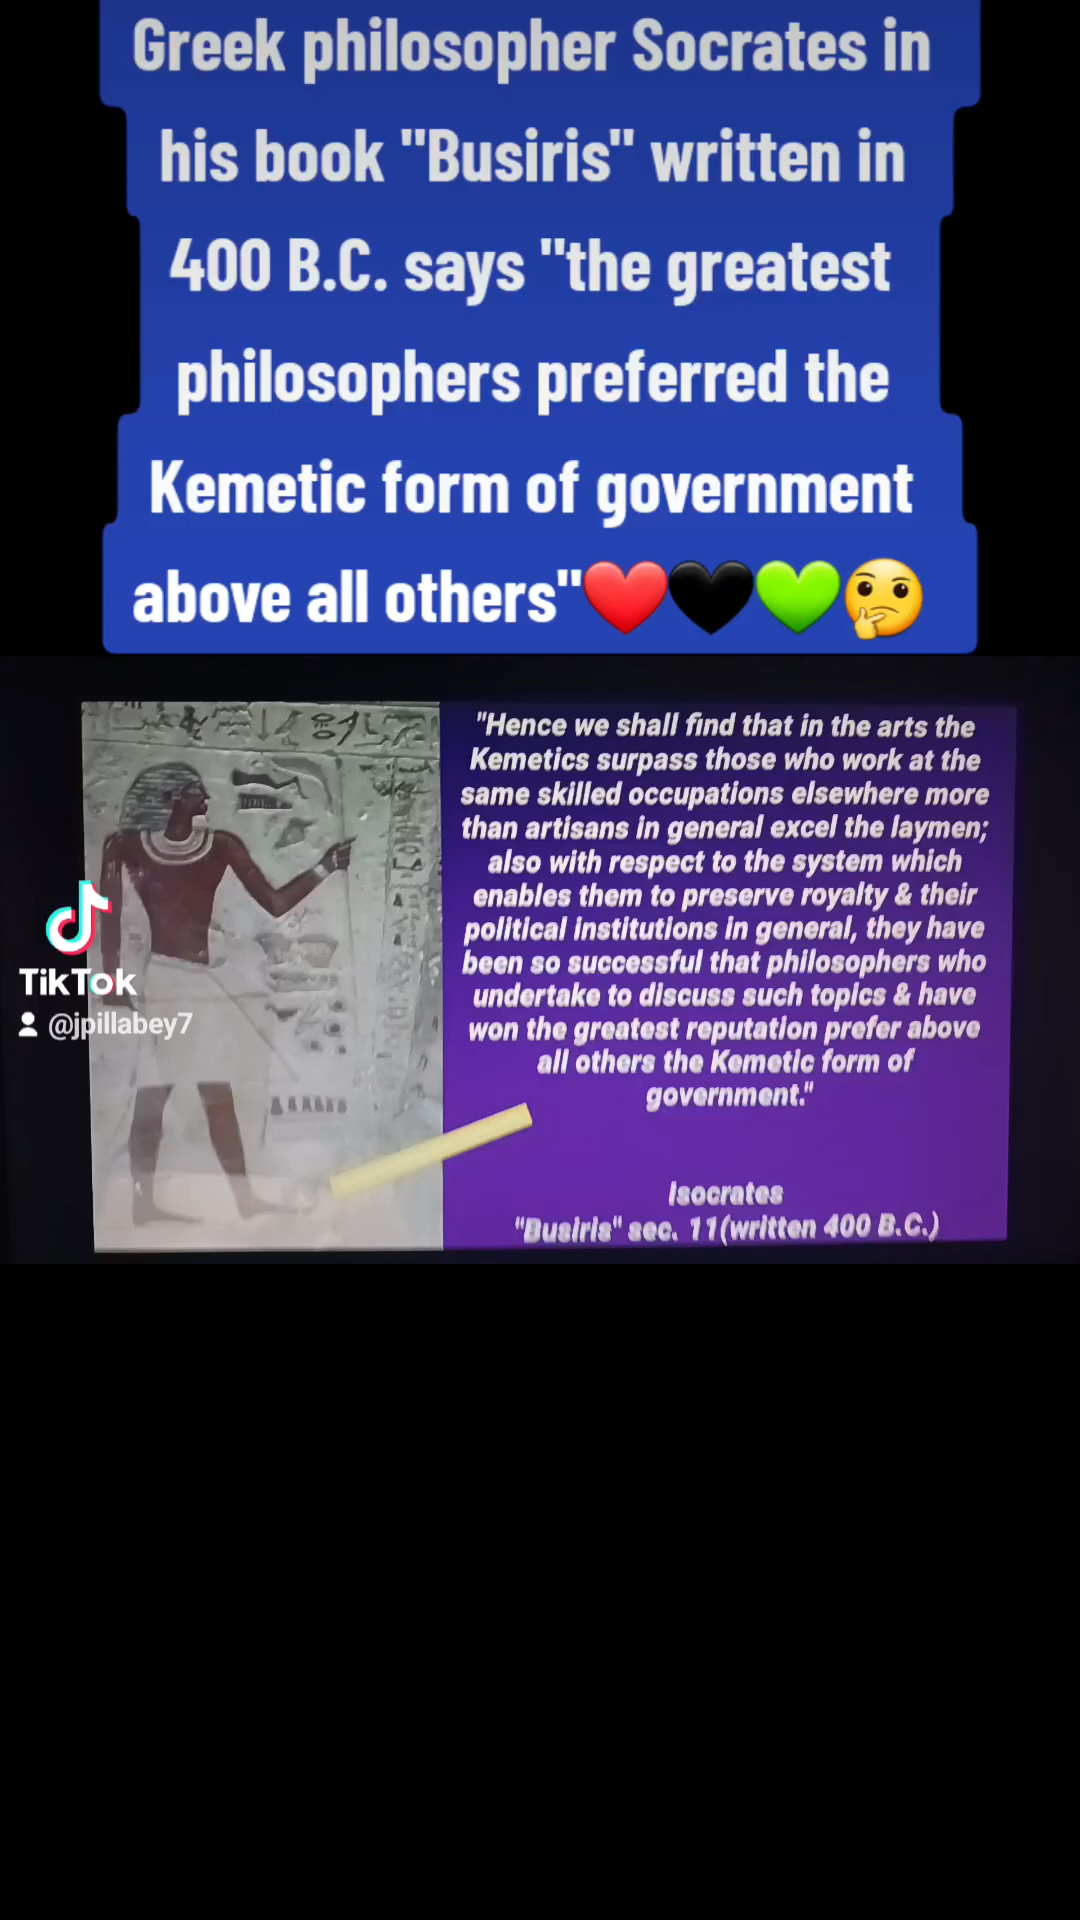 Greek philosopher Socrates in
his book "Busiris" written in
400 B.C. says "the greatest
philosophers preferred the
Kemetic form of government
above all others"❤️🖤💚🤔
"Hence we shall find that in the arts the
Kemetics surpass those who work at the
same skilled occupations elsewhere more
than artisans in general excel the laymen;
also with respect to the system which
enables them to preserve royalty & their
political institutions in general, they have
been so successful that philosophers who
undertake to discuss such topics & have
won the greatest reputation prefer above
all others the Kemetic form of
government."
Isocrates
"Busiris" sec. 11(written 400 B.C.)
TikTok
@jpillabey7